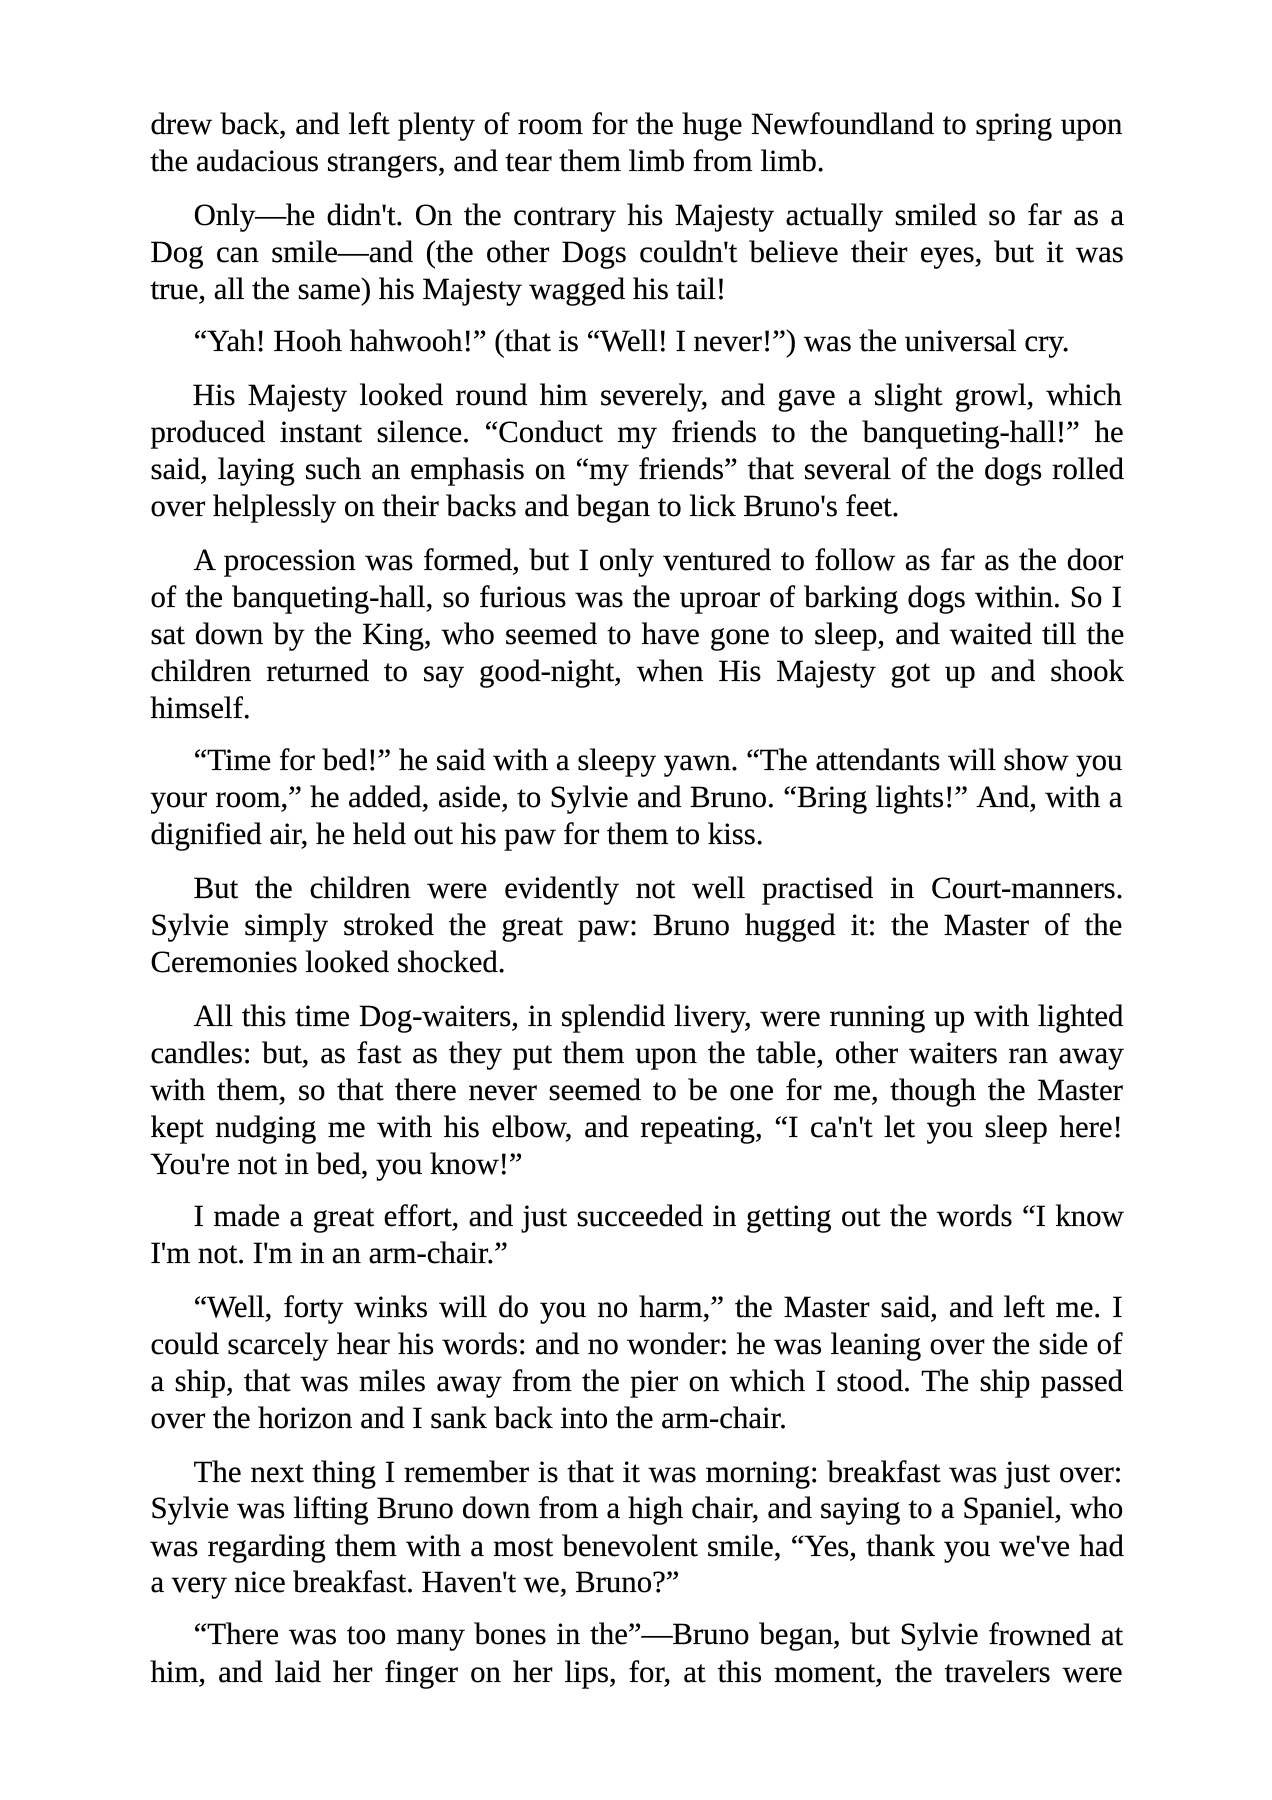 drew back, and left plenty of room for the huge Newfoundland to spring upon
the audacious strangers, and tear them limb from limb.
Only—he didn't. On the contrary his Majesty actually smiled so far as a
Dog can smile—and (the other Dogs couldn't believe their eyes, but it was
true, all the same) his Majesty wagged his tail!
“Yah! Hooh hahwooh!” (that is “Well! I never!”) was the universal cry.
His Majesty looked round him severely, and gave a slight growl, which
produced instant silence. “Conduct my friends to the banqueting-hall!” he
said, laying such an emphasis on “my friends” that several of the dogs rolled
over helplessly on their backs and began to lick Bruno's feet.
A procession was formed, but I only ventured to follow as far as the door
of the banqueting-hall, so furious was the uproar of barking dogs within. So I
sat down by the King, who seemed to have gone to sleep, and waited till the
children returned to say good-night, when His Majesty got up and shook
himself.
“Time for bed!” he said with a sleepy yawn. “The attendants will show you
your room,” he added, aside, to Sylvie and Bruno. “Bring lights!” And, with a
dignified air, he held out his paw for them to kiss.
But the children were evidently not well practised in Court-manners.
Sylvie simply stroked the great paw: Bruno hugged it: the Master of the
Ceremonies looked shocked.
All this time Dog-waiters, in splendid livery, were running up with lighted
candles: but, as fast as they put them upon the table, other waiters ran away
with them, so that there never seemed to be one for me, though the Master
kept nudging me with his elbow, and repeating, “I ca'n't let you sleep here!
You're not in bed, you know!”
I made a great effort, and just succeeded in getting out the words “I know
I'm not. I'm in an arm-chair.”
“Well, forty winks will do you no harm,” the Master said, and left me. I
could scarcely hear his words: and no wonder: he was leaning over the side of
a ship, that was miles away from the pier on which I stood. The ship passed
over the horizon and I sank back into the arm-chair.
The next thing I remember is that it was morning: breakfast was just over:
Sylvie was lifting Bruno down from a high chair, and saying to a Spaniel, who
was regarding them with a most benevolent smile, “Yes, thank you we've had
a very nice breakfast. Haven't we, Bruno?”
“There was too many bones in the”—Bruno began, but Sylvie frowned at
him, and laid her finger on her lips, for, at this moment, the travelers were